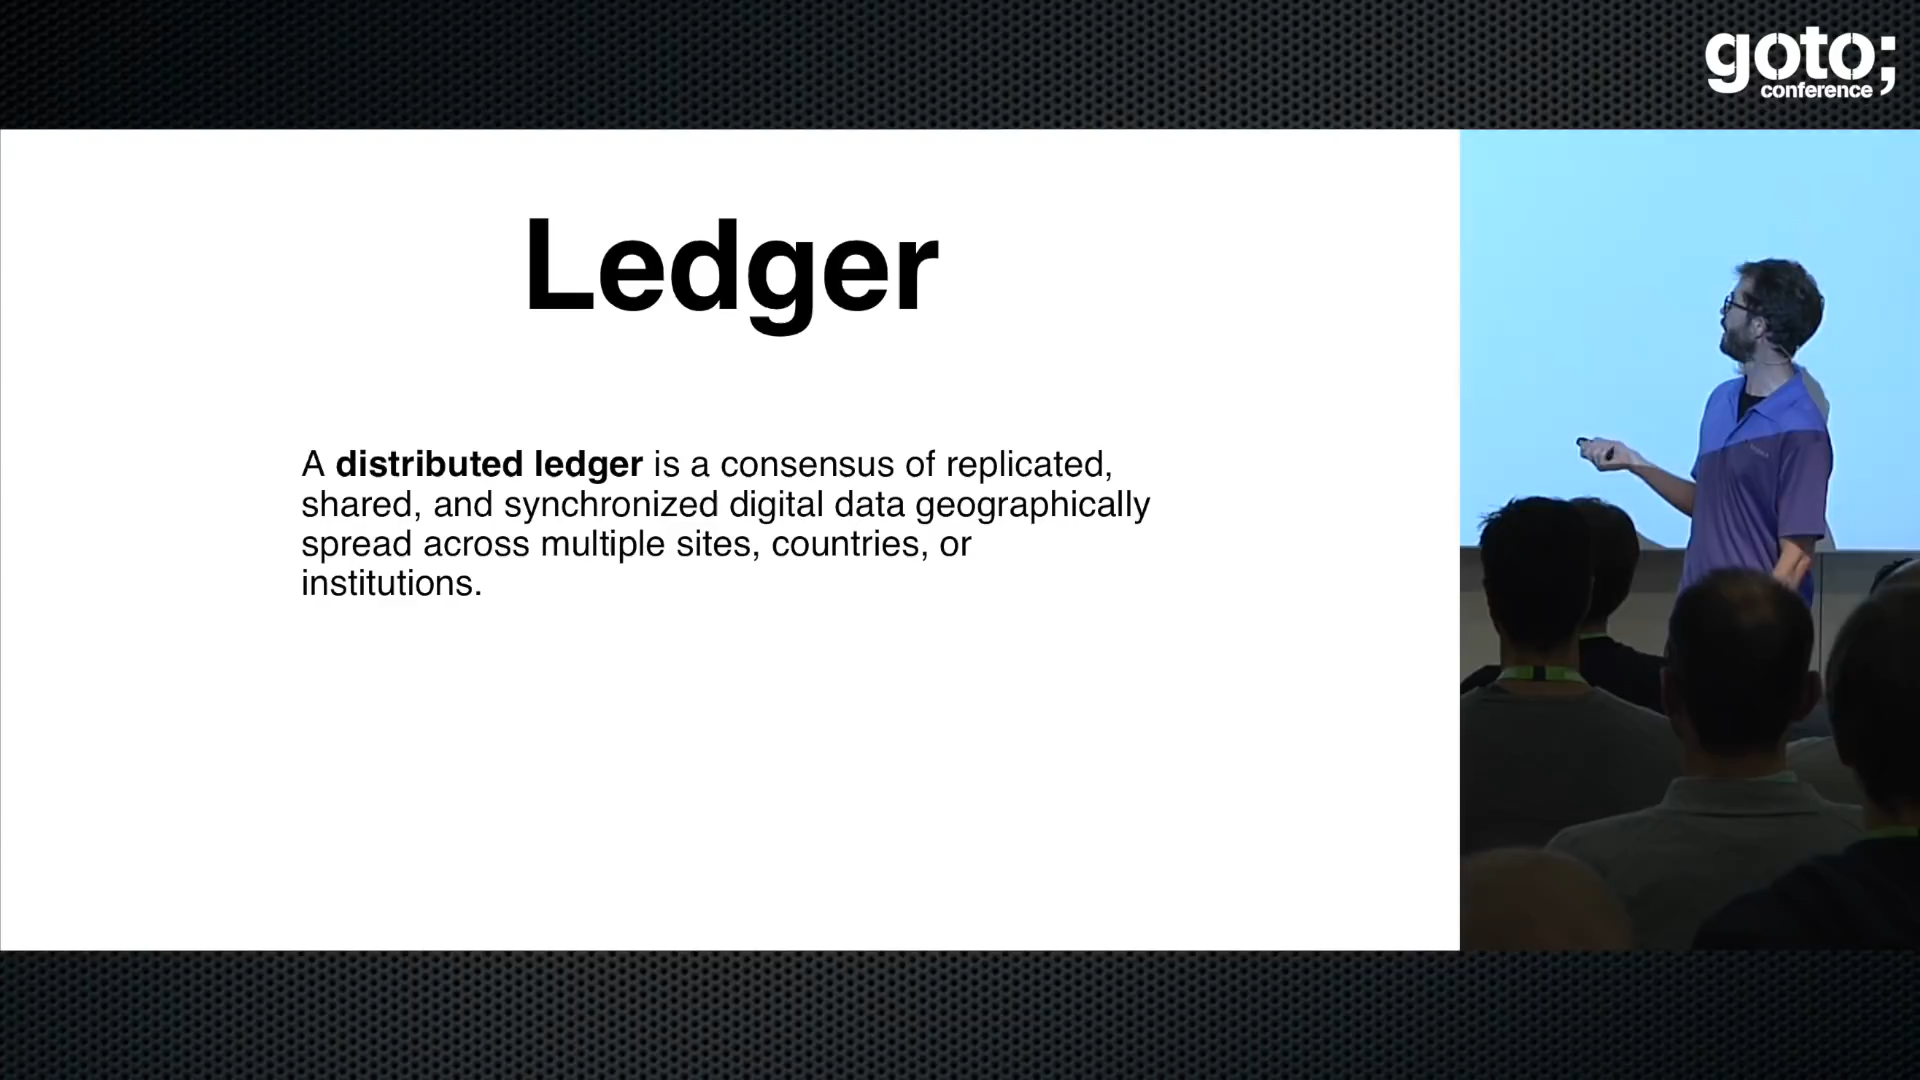 goto;
conference
Ledger
A distributed ledger is a consensus of replicated,
shared, and synchronized digital data geographically
spread across multiple sites, countries, or
institutions.